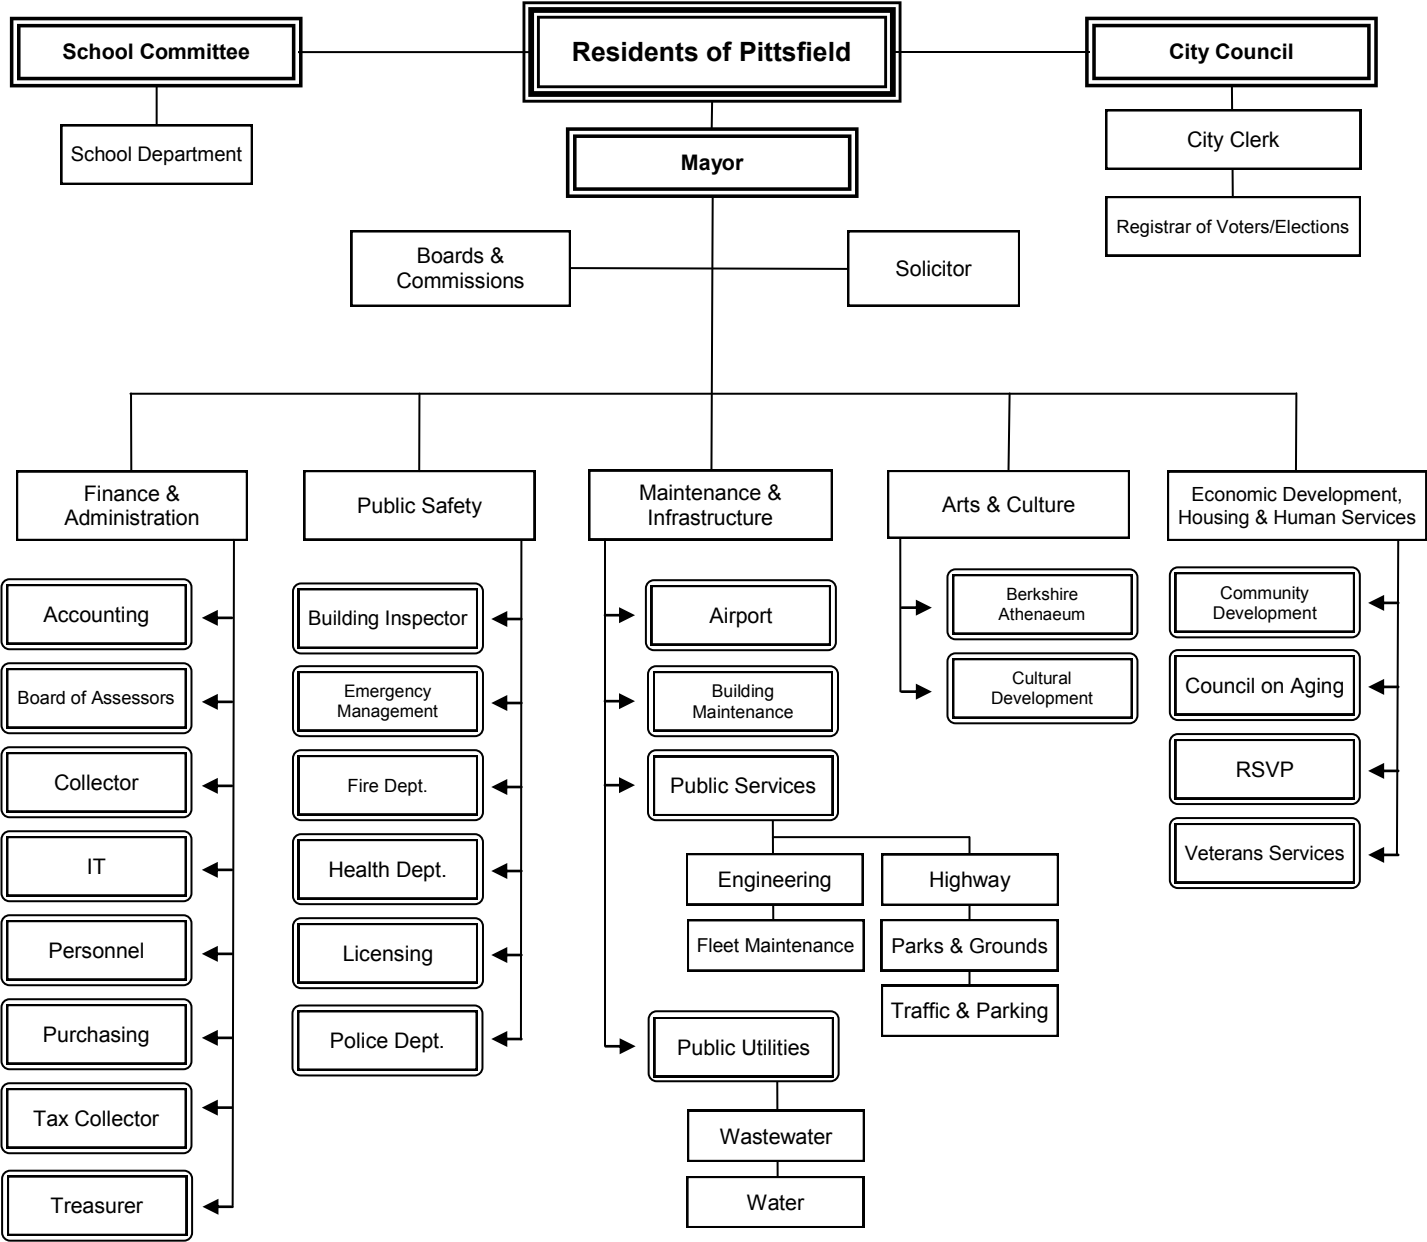 School Committee
Residents of Pittsfield
City Council
School Department
Mayor
City Clerk
Registrar of Voters/Elections
Boards &
Commissions
Solicitor
Finance &
Administration
Public Safety
Maintenance &
Infrastructure
Arts & Culture
Economic Development,
Housing & Human Services
Accounting
Board of Assessors
Collector
IT
Personnel
Purchasing
Tax Collector
Treasurer
Building Inspector
Emergency
Management
Fire Dept.
Health Dept.
Licensing
Police Dept.
Airport
Building
Maintenance
Public Services
Engineering
Fleet Maintenance
Highway
Parks & Grounds
Traffic & Parking
Public Utilities
Wastewater
Water
Berkshire
Athenaeum
Cultural
Development
Community
Development
Council on Aging
RSVP
Veterans Services